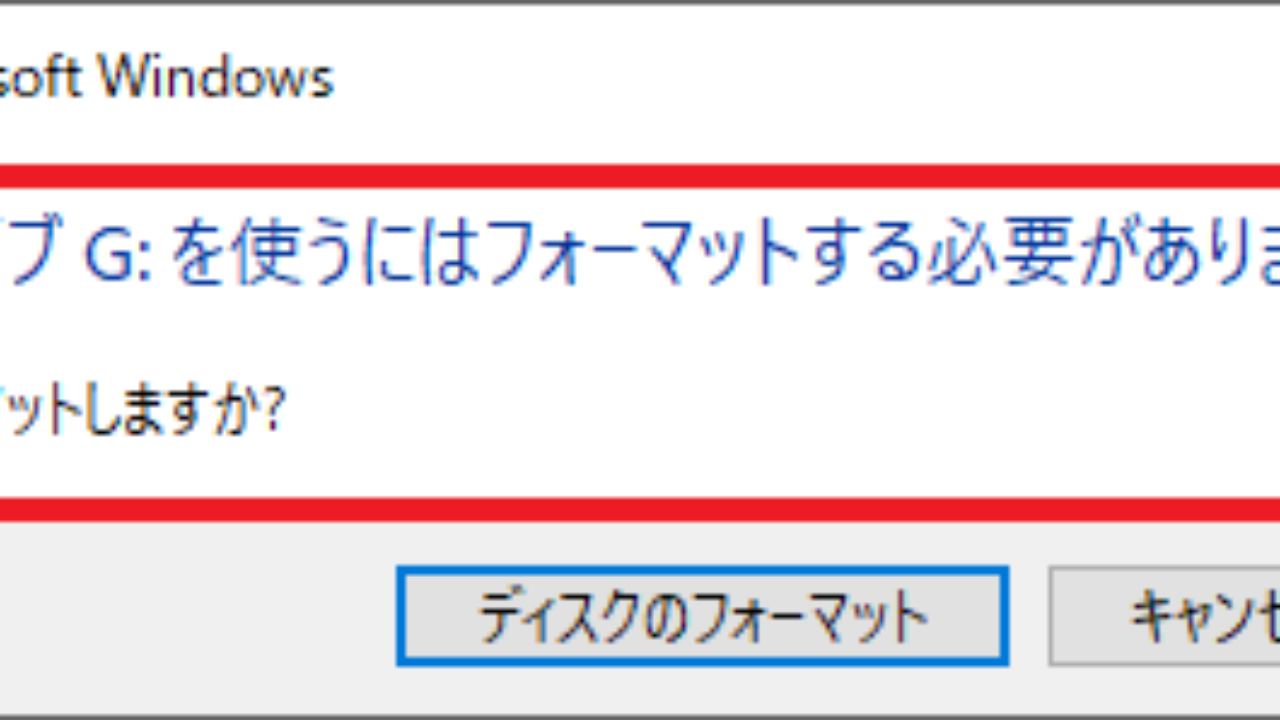 soft Windows
ブ G: を使うにはフォーマットする必要がありま
ットしますか?
ディスクのフォーマット
キャンセ